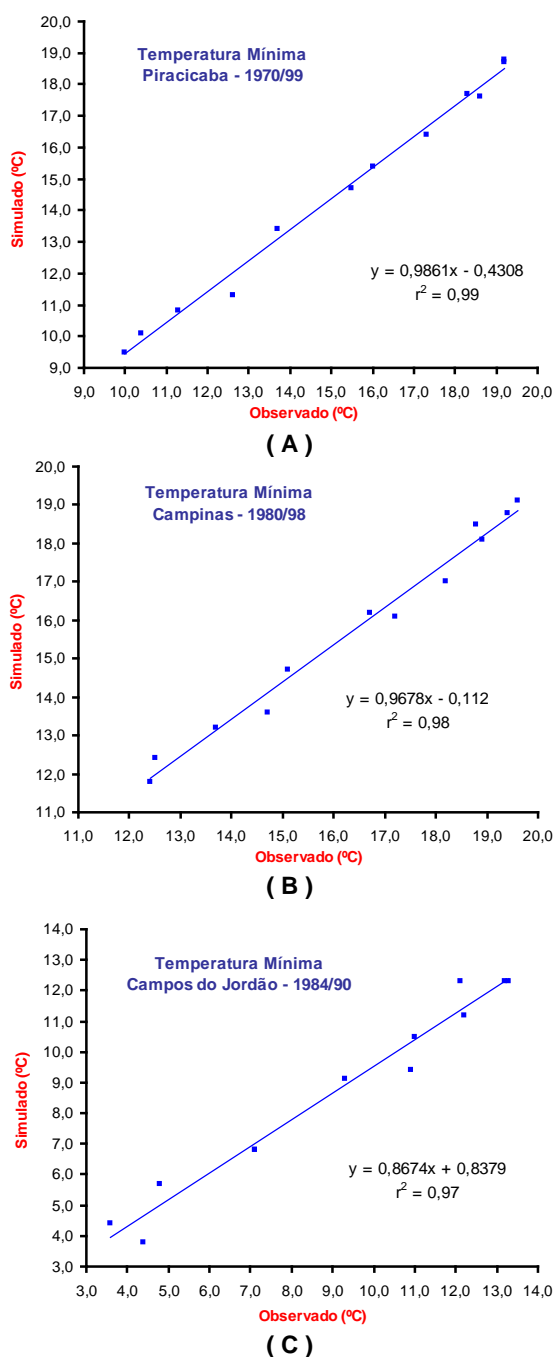 20,0
19,0
18,0
17,0
16,0
15,0
14,0
13,0
12,0
11,0
10,0
9,0
Simulado (ºC)
Temperatura Mínima
Piracicaba - 1970/99
y = 0,9861x - 0,4308
r² = 0,99
9,0 10,0 11,0 12,0 13,0 14,0 15,0 16,0 17,0 18,0 19,0 20,0
Observado (ºC)
( A )
20,0
19,0
18,0
17,0
16,0
15,0
14,0
13,0
12,0
11,0
Simulado (ºC)
Temperatura Mínima
Campinas - 1980/98
y = 0,9678x - 0,112
r² = 0,98
11,0 12,0 13,0 14,0 15,0 16,0 17,0 18,0 19,0 20,0
Observado (ºC)
( B )
14,0
13,0
12,0
11,0
10,0
9,0
8,0
7,0
6,0
5,0
4,0
3,0
Simulado (ºC)
Temperatura Mínima
Campos do Jordão - 1984/90
y = 0,8674x + 0,8379
r² = 0,97
3,0 4,0 5,0 6,0 7,0 8,0 9,0 10,0 11,0 12,0 13,0 14,0
Observado (ºC)
( C )